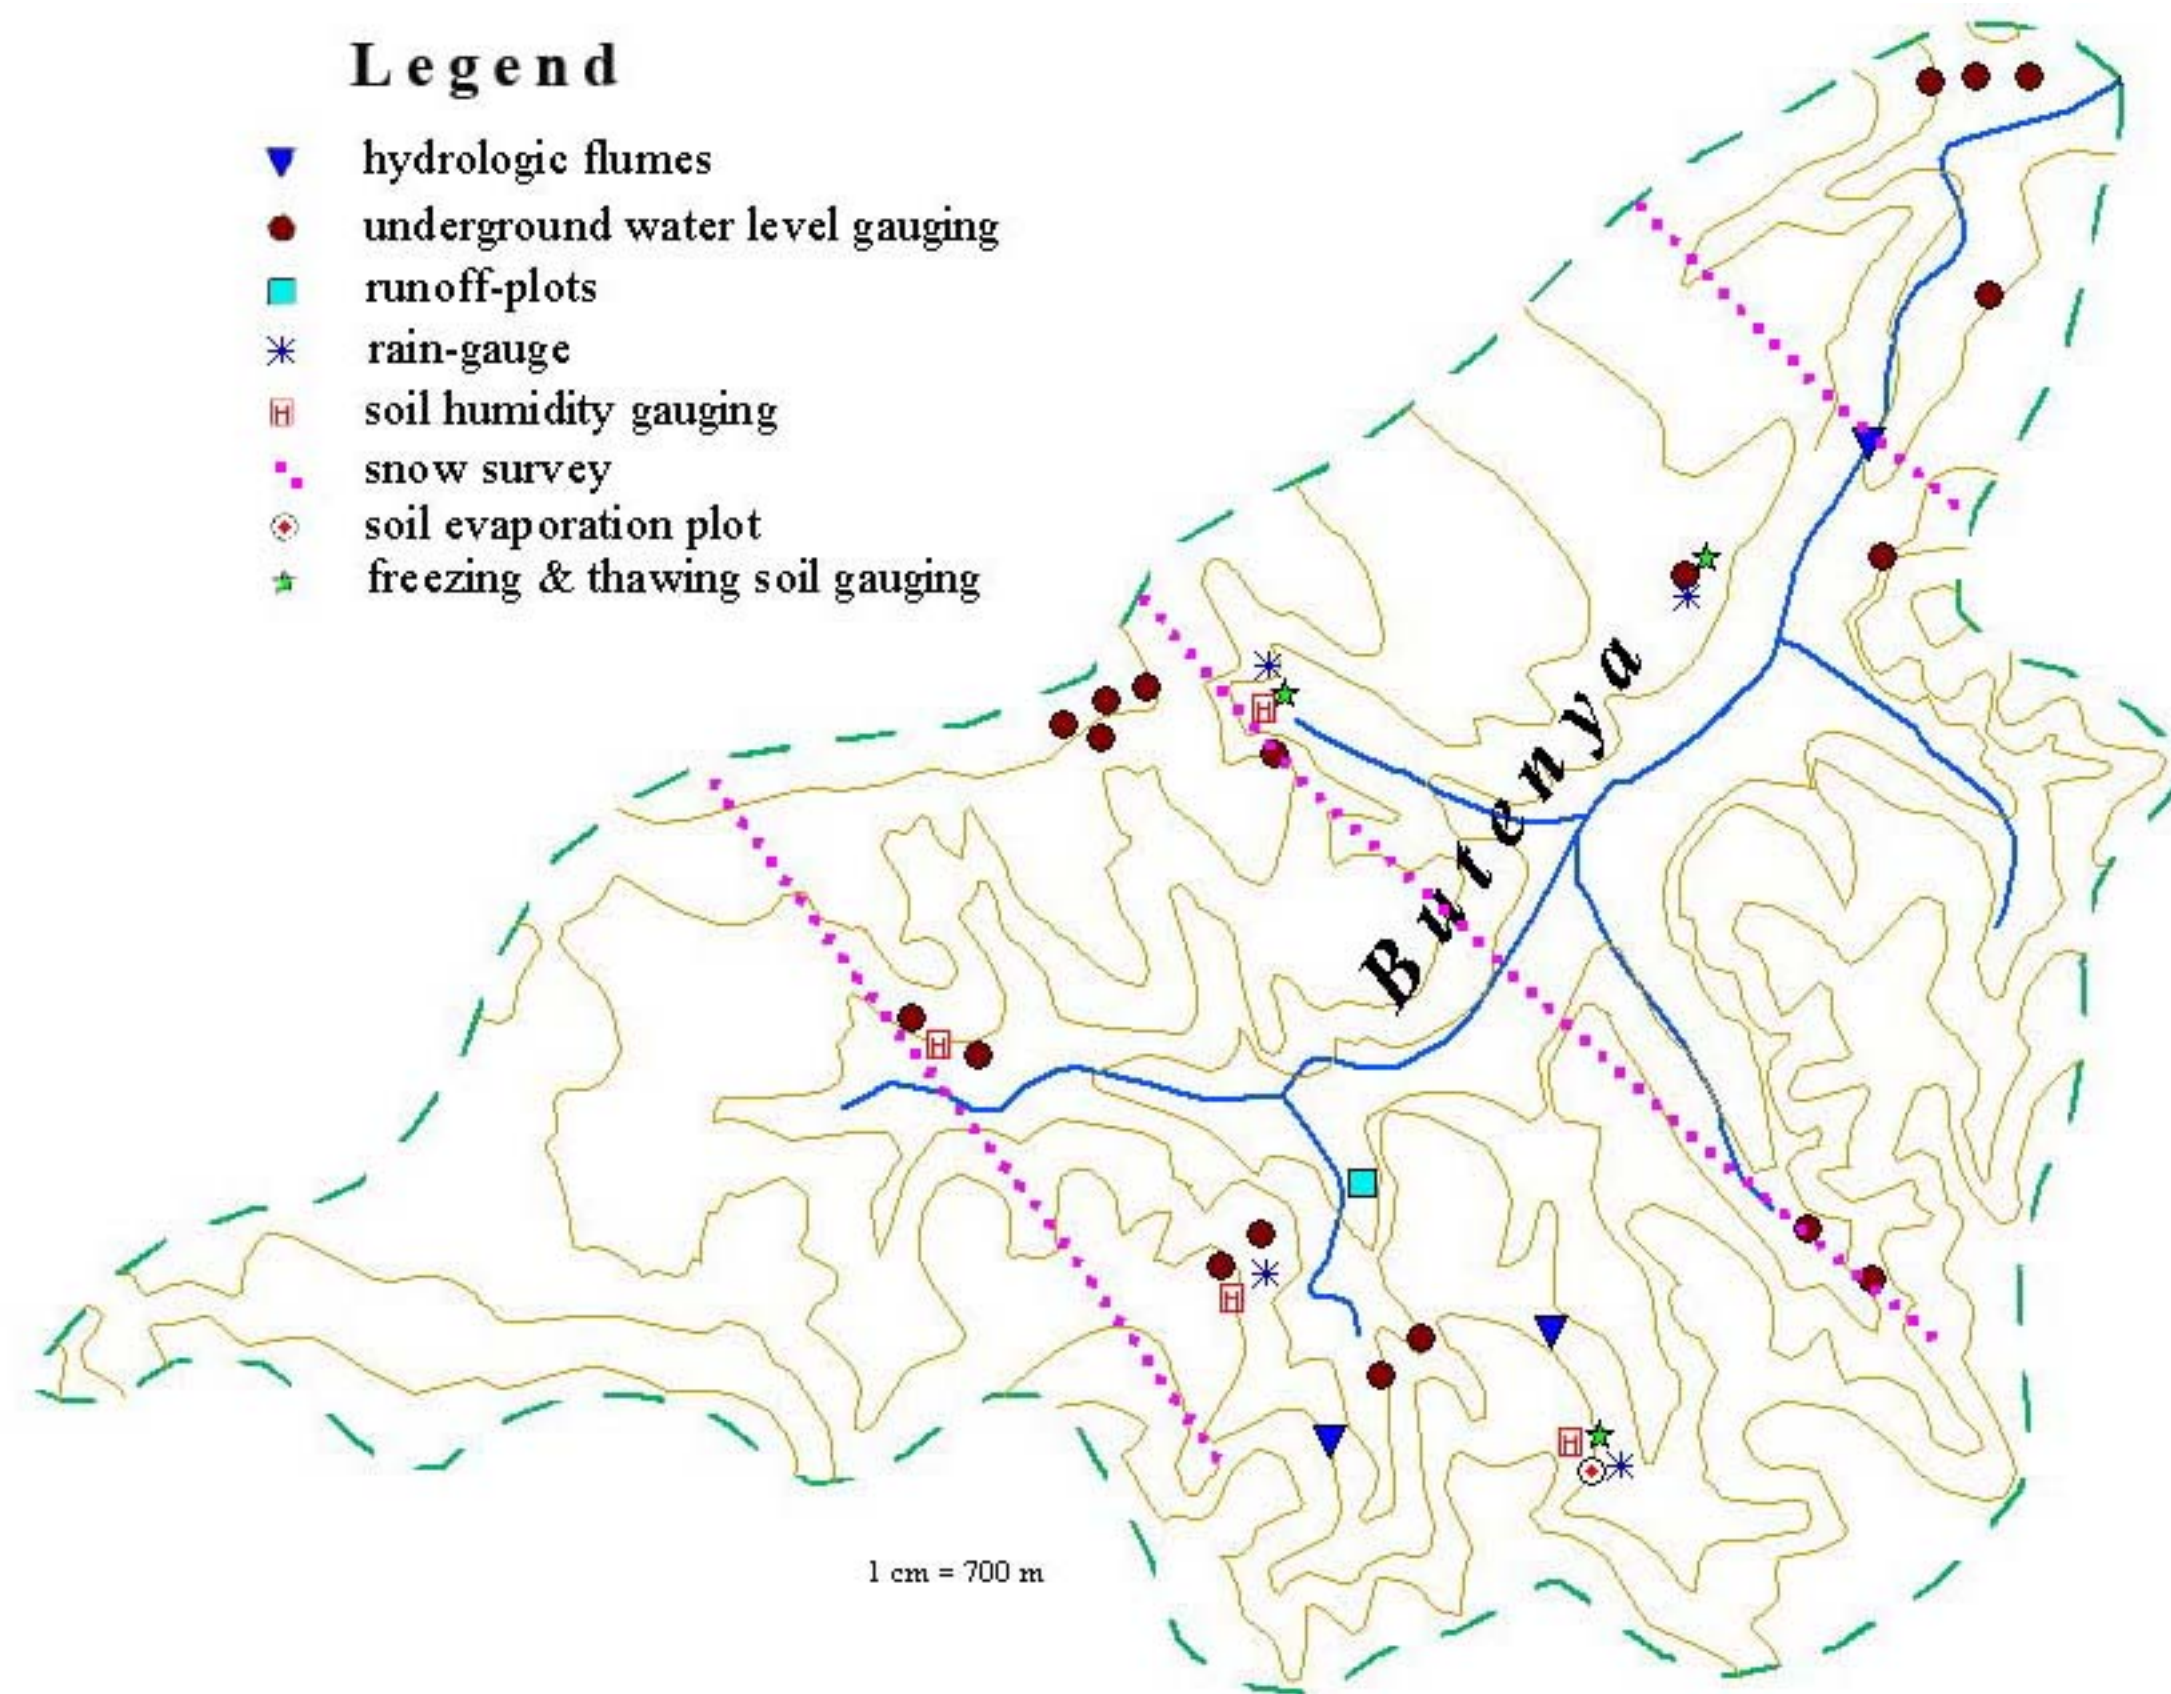 Legend
hydrologic flumes
underground water level gauging
runoff-plots
rain-gauge
H soil humidity gauging
snow survey
soil evaporation plot
freezing & thawing soil gauging
Butenya
H
H
H
H
1 cm = 700 m